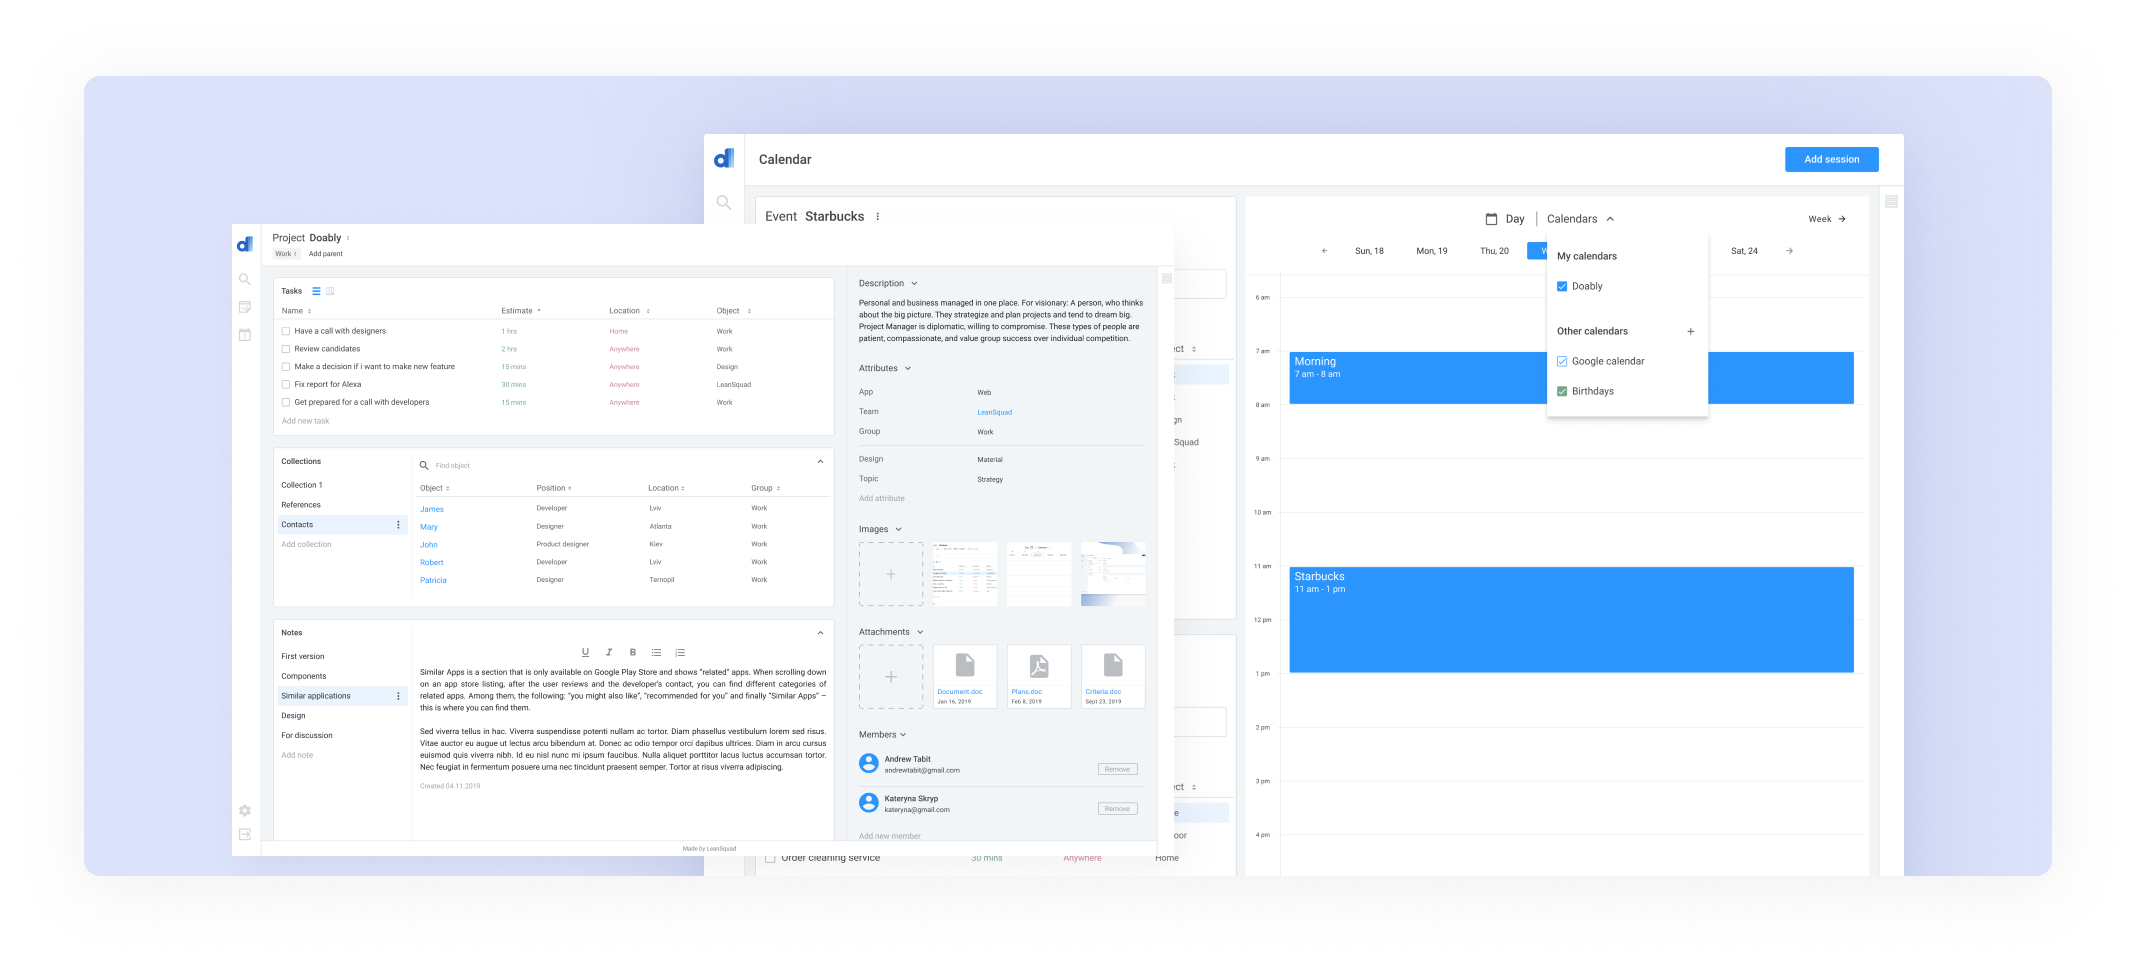 Calendar
Add session
Event Starbucks
Day
Calendars
Week
Sun, 18
Mon, 19
Thu, 20
W
Sat, 24
My calendars
Doably
Other calendars
Google calendar
Birthdays
6 am
7 am
Morning
7 am - 8 am
8 am
9 am
10 am
11 am
Starbucks
11 am - 1 pm
12 pm
1 pm
2 pm
3 pm
4 pm
Project Doably
Work
Add parent
Tasks
Name Estimate Location Object
Have a call with designers 1 hrs Home Work
Review candidates 2 hrs Anywhere Work
Make a decision if i want to make new feature 15 mins Anywhere Design
Fix report for Alexa 30 mins Anywhere LeanSquad
Get prepared for a call with developers 15 mins Anywhere Work
Add new task
Collections
Collection 1
References
Contacts
Add collection
Find object
Object Position Location Group
James Developer Lviv Work
Mary Designer Atlanta Work
John Product designer Kiev Work
Robert Developer Lviv Work
Patricia Designer Ternopil Work
Notes
First version
Components
Similar applications
Design
For discussion
Add note
U I B
Similar Apps is a section that is only available on Google Play Store and shows "related" apps. When scrolling down
on an app store listing, after the user reviews and the developer's contact, you can find different categories of
related apps. Among them, the following: "you might also like", "recommended for you" and finally "Similar Apps" –
this is where you can find them.
Sed viverra tellus in hac. Viverra suspendisse potenti nullam ac tortor. Diam phasellus vestibulum lorem sed risus.
Vitae auctor eu augue ut lectus arcu bibendum at. Donec ac odio tempor orci dapibus ultrices. Diam in arcu cursus
euismod quis viverra nibh. Id eu nisl nunc mi ipsum faucibus. Nulla aliquet porttitor lacus luctus accumsan tortor.
Nec feugiat in fermentum posuere urna nec tincidunt praesent semper. Tortor at risus viverra adipiscing.
Created 04.11.2019
Description
Personal and business managed in one place. For visionary: A person, who thinks
about the big picture. They strategize and plan projects and tend to dream big.
Project Manager is diplomatic, willing to compromise. These types of people are
patient, compassionate, and value group success over individual competition.
Attributes
App Web
Team LeanSquad
Group Work
Design Material
Topic Strategy
Add attribute
Images
Attachments
Document.doc
Jan 16, 2019
Plans.doc
Feb 8, 2019
Criteria.doc
Sept 23, 2019
Members
Andrew Tabit
andrewtabit@gmail.com
Remove
Kateryna Skryp
kateryna@gmail.com
Remove
Add new member
Made by LeanSquad
ct
gn
Squad
ct
e
oor
Order cleaning service 30 mins Anywhere Home